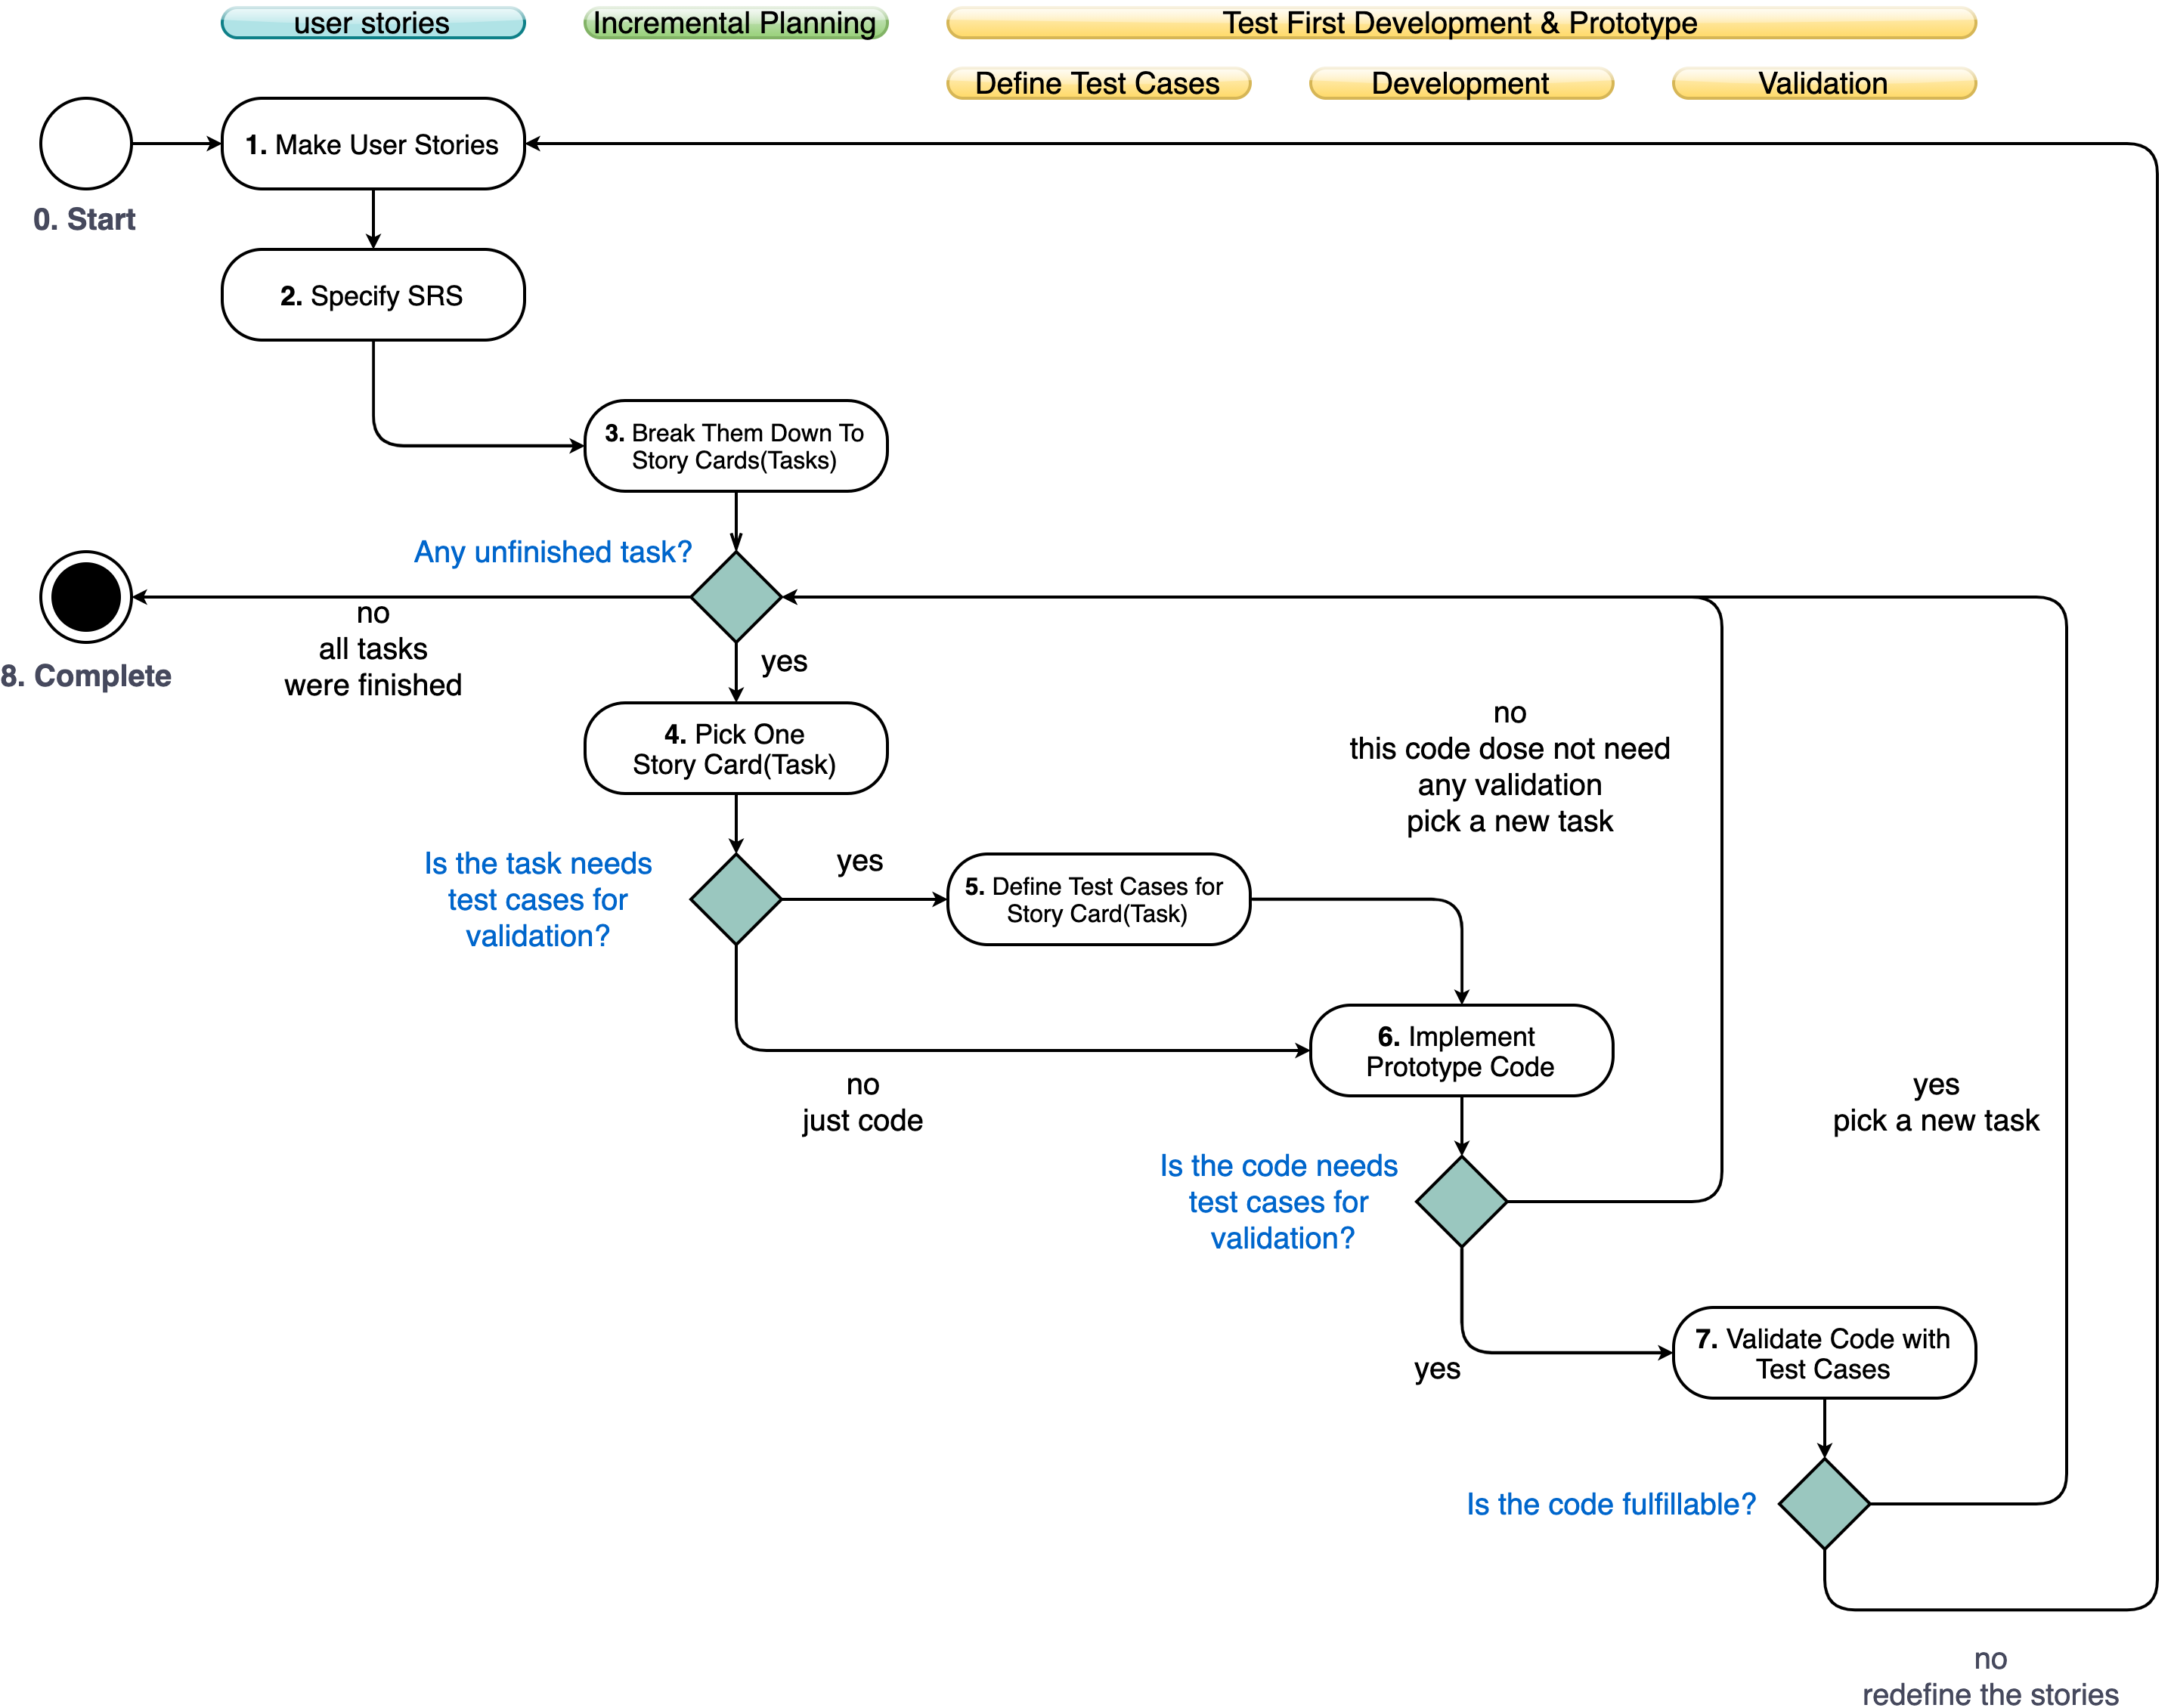 user stories
Incremental Planning
Test First Development & Prototype
Define Test Cases
Development
Validation
1. Make User Stories
0. Start
2. Specify SRS
3. Break Them Down To
Story Cards(Tasks)
Any unfinished task?
no
all tasks
were finished
8. Complete
yes
4. Pick One
Story Card(Task)
no
this code dose not need
any validation
pick a new task
Is the task needs
test cases for
validation?
yes
5. Define Test Cases for
Story Card(Task)
6. Implement
Prototype Code
no
just code
yes
pick a new task
Is the code needs
test cases for
validation?
yes
7. Validate Code with
Test Cases
Is the code fulfillable?
no
redefine the stories